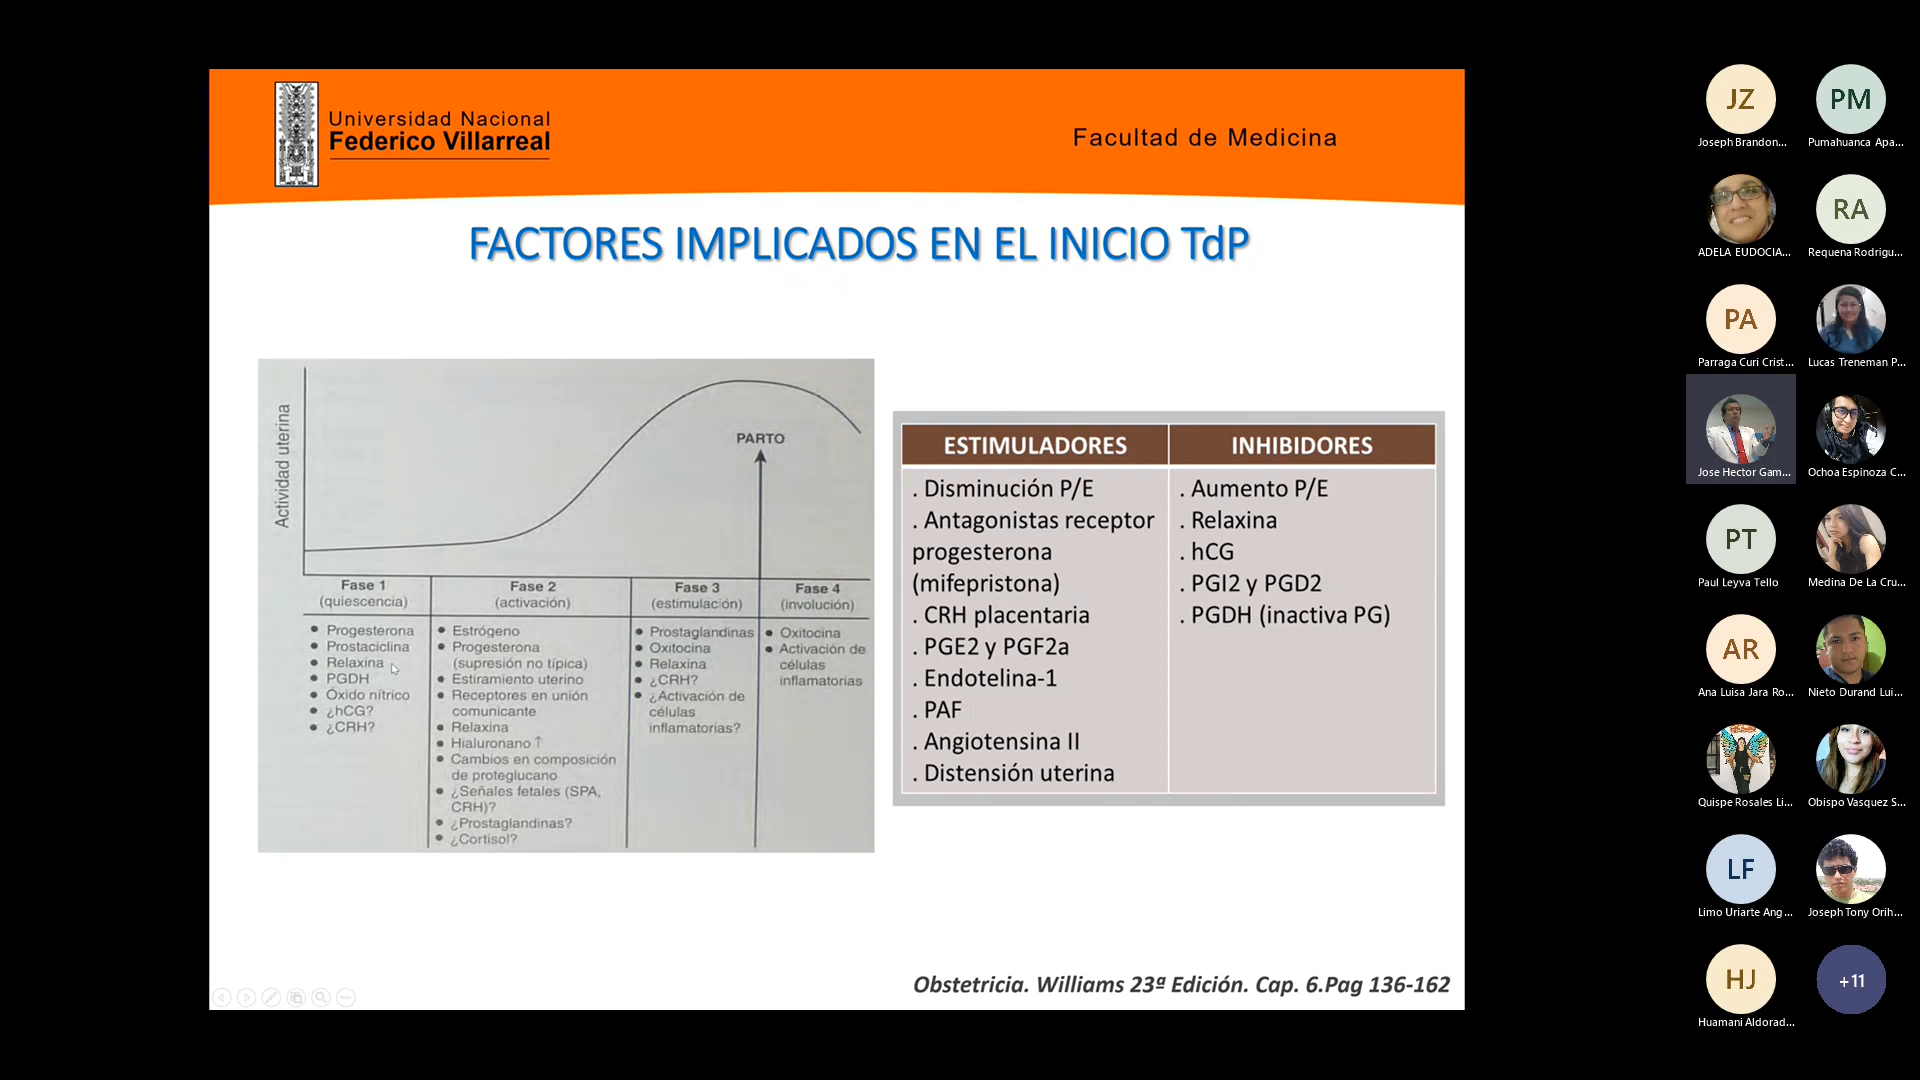 Universidad Nacional
Federico Villarreal
Facultad de Medicina
FACTORES IMPLICADOS EN EL INICIO TdP
Actividad uterina
PARTO
Fase 1
(quiescencia)
Fase 2
(activación)
Fase 3
(estimulación)
Fase 4
(involución)
• Progesterona
• Prostaciclina
• Relaxina
• PGDH
• Óxido nítrico
• ¿hCG?
• ¿CRH?
• Estrógeno
• Progesterona
(supresión no típica)
• Estiramiento uterino
• Receptores en unión
comunicante
• Relaxina
• Hialuronano ↑
• Cambios en composición
de proteglucano
• ¿Señales fetales (SPA,
CRH)?
• ¿Prostaglandinas?
• ¿Cortisol?
• Prostaglandinas
• Oxitocina
• Relaxina
• ¿CRH?
• ¿Activación de
células
inflamatorias?
• Oxitocina
• Activación de
células
inflamatorias
ESTIMULADORES
. Disminución P/E
. Antagonistas receptor
progesterona
(mifepristona)
. CRH placentaria
. PGE2 y PGF2a
. Endotelina-1
. PAF
. Angiotensina II
. Distensión uterina
INHIBIDORES
. Aumento P/E
. Relaxina
. hCG
. PGI2 y PGD2
. PGDH (inactiva PG)
Obstetricia. Williams 23ª Edición. Cap. 6.Pag 136-162
JZ
Joseph Brandon...
PM
Pumahuanca Apa...
ADELA EUDOCIA...
RA
Requena Rodrigu...
PA
Parraga Curi Crist...
Lucas Treneman P...
Jose Hector Gam...
Ochoa Espinoza C...
PT
Paul Leyva Tello
Medina De La Cru...
AR
Ana Luisa Jara Ro...
Nieto Durand Lui...
Quispe Rosales Li...
Obispo Vasquez S...
LF
Limo Uriarte Ang...
Joseph Tony Orih...
HJ
Huamani Aldorad...
+11